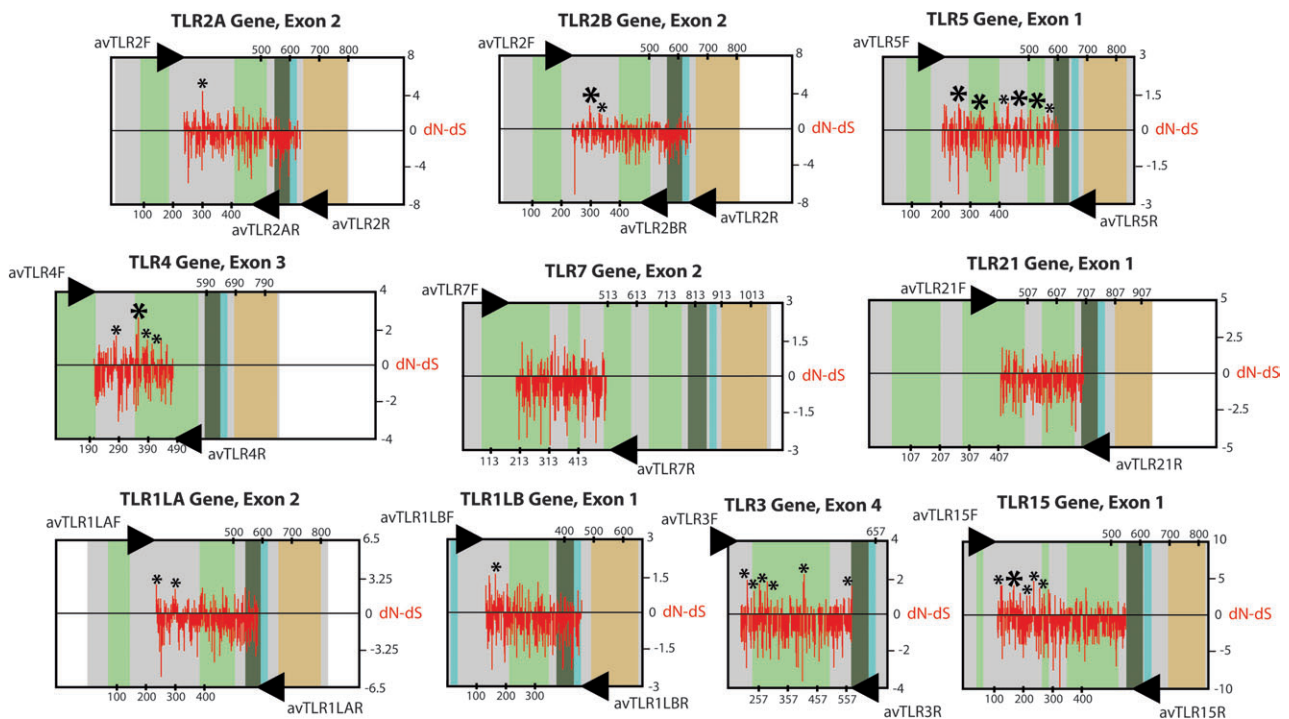 TLR2A Gene, Exon 2
avTLR2F
500 600 700 800
8
*
4
0
dN-dS
-4
-8
100 200 300 400
avTLR2AR
avTLR2R
TLR2B Gene, Exon 2
avTLR2F
500 600 700 800
8
* *
4
0
dN-dS
-4
-8
100 200 300 400
avTLR2BR
avTLR2R
TLR5 Gene, Exon 1
avTLR5F
500 600 700 800
3
* * * * * *
1.5
0
dN-dS
-1.5
-3
100 200 300 400
avTLR5R
TLR4 Gene, Exon 3
avTLR4F
590 690 790
4
* * * *
2
0
dN-dS
-2
-4
190 290 390 490
avTLR4R
TLR7 Gene, Exon 2
avTLR7F
513 613 713 813 913 1013
3
1.5
0
dN-dS
-1.5
-3
113 213 313 413
avTLR7R
TLR21 Gene, Exon 1
avTLR21F
507 607 707 807 907
5
2.5
0
dN-dS
-2.5
-5
107 207 307 407
avTLR21R
TLR1LA Gene, Exon 2
avTLR1LAF
500 600 700 800
6.5
* *
3.25
0
dN-dS
-3.25
-6.5
100 200 300 400
avTLR1LAR
TLR1LB Gene, Exon 1
avTLR1LBF
400 500 600
3
*
1.5
0
dN-dS
-1.5
-3
100 200 300
avTLR1LBR
TLR3 Gene, Exon 4
avTLR3F
657
4
* * * * * *
2
0
dN-dS
-2
-4
257 357 457 557
avTLR3R
TLR15 Gene, Exon 1
avTLR15F
500 600 700 800
10
* * * * *
5
0
dN-dS
-5
-10
100 200 300 400
avTLR15R